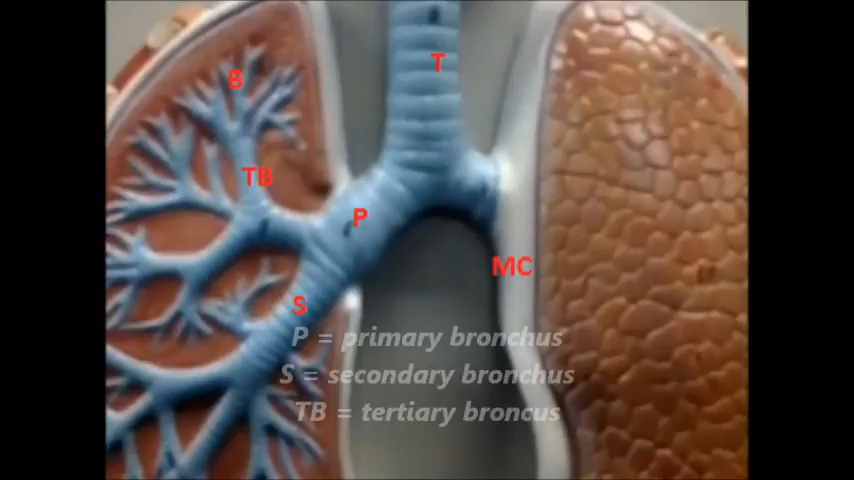 T
B
TB
P
MC
S
P = primary bronchus
S = secondary bronchus
TB = tertiary broncus